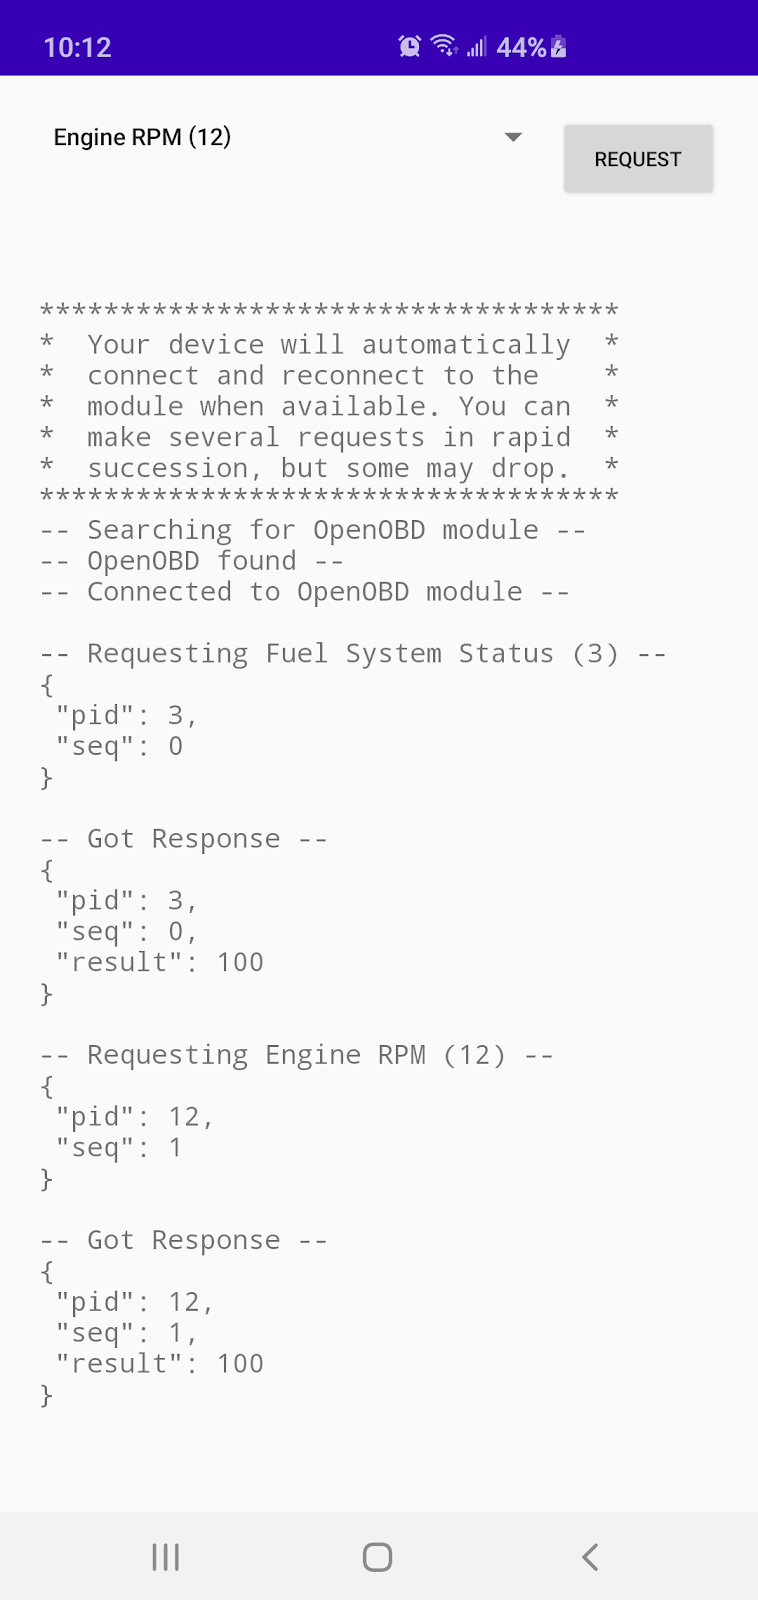 10:12
44%
Engine RPM (12)
REQUEST
************************************
*  Your device will automatically  *
*  connect and reconnect to the    *
*  module when available. You can  *
*  make several requests in rapid  *
*  succession, but some may drop.  *
************************************
-- Searching for OpenOBD module --
-- OpenOBD found --
-- Connected to OpenOBD module --
-- Requesting Fuel System Status (3) --
{
 "pid": 3,
 "seq": 0
}
-- Got Response --
{
 "pid": 3,
 "seq": 0,
 "result": 100
}
-- Requesting Engine RPM (12) --
{
 "pid": 12,
 "seq": 1
}
-- Got Response --
{
 "pid": 12,
 "seq": 1,
 "result": 100
}